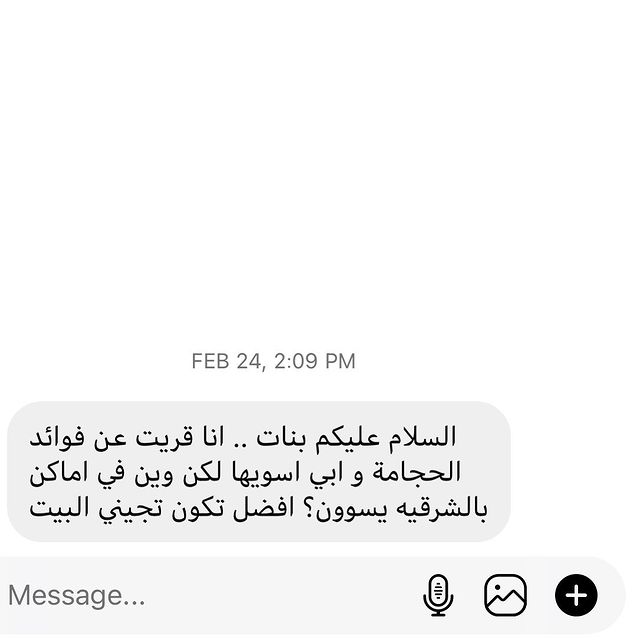 FEB 24, 2:09 PM
السلام عليكم بنات .. انا قريت عن فوائد
الحجامة و ابي اسويها لكن وين في اماكن
بالشرقيه يسوون؟ افضل تكون تجيني البيت
Message...